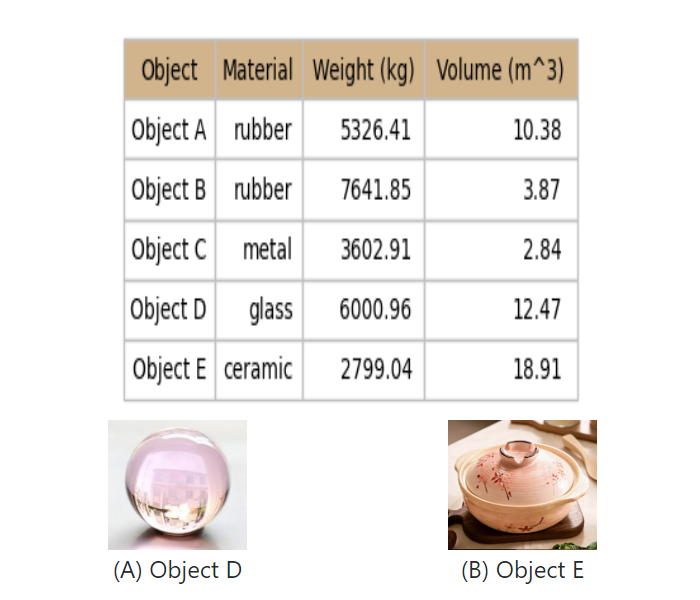 Object Material Weight (kg) Volume (m^3)
Object A rubber 5326.41 10.38
Object B rubber 7641.85 3.87
Object C metal 3602.91 2.84
Object D glass 6000.96 12.47
Object E ceramic 2799.04 18.91
(A) Object D (B) Object E